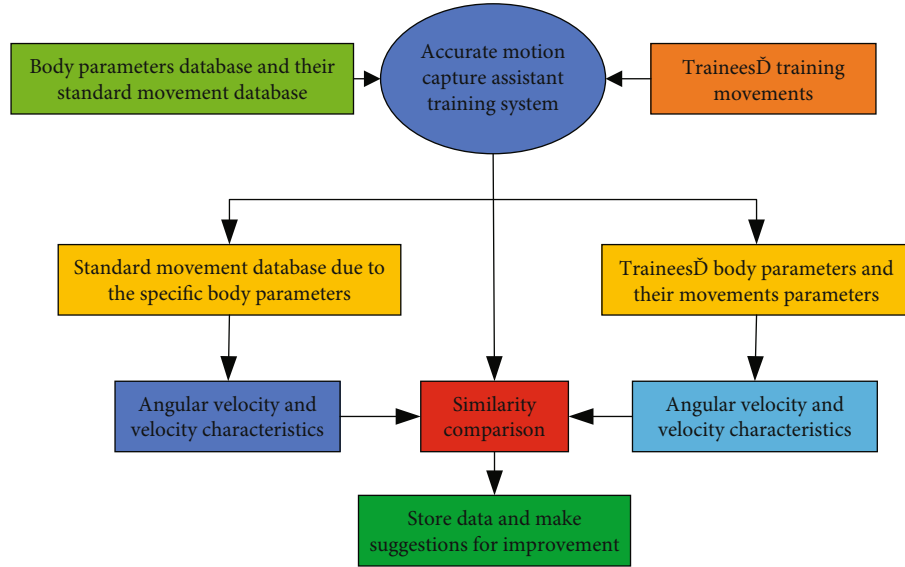 Body parameters database and their
standard movement database
Accurate motion
capture assistant
training system
TraineesĎ training
movements
Standard movement database due to
the specific body parameters
TraineesĎ body parameters and
their movements parameters
Angular velocity and
velocity characteristics
Similarity
comparison
Angular velocity and
velocity characteristics
Store data and make
suggestions for improvement